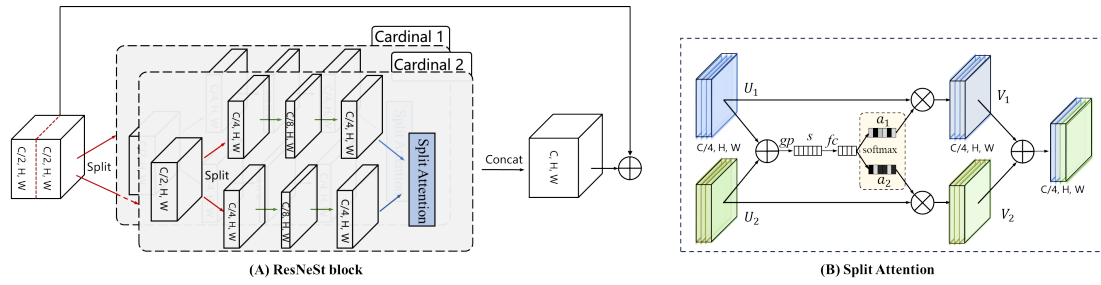 Cardinal 1
Cardinal 2
C/2, H, W
C/2, H, W
Split
C/2, H, W
Split
C/4, H, W
C/8, H, W
C/4, H, W
C/4, H, W
C/8, H, W
C/4, H, W
Split Attention
Concat
C, H, W
(A) ResNeSt block
U1
C/4, H, W
U2
gp
s
fc
a1
softmax
a2
V1
C/4, H, W
V2
C/4, H, W
(B) Split Attention